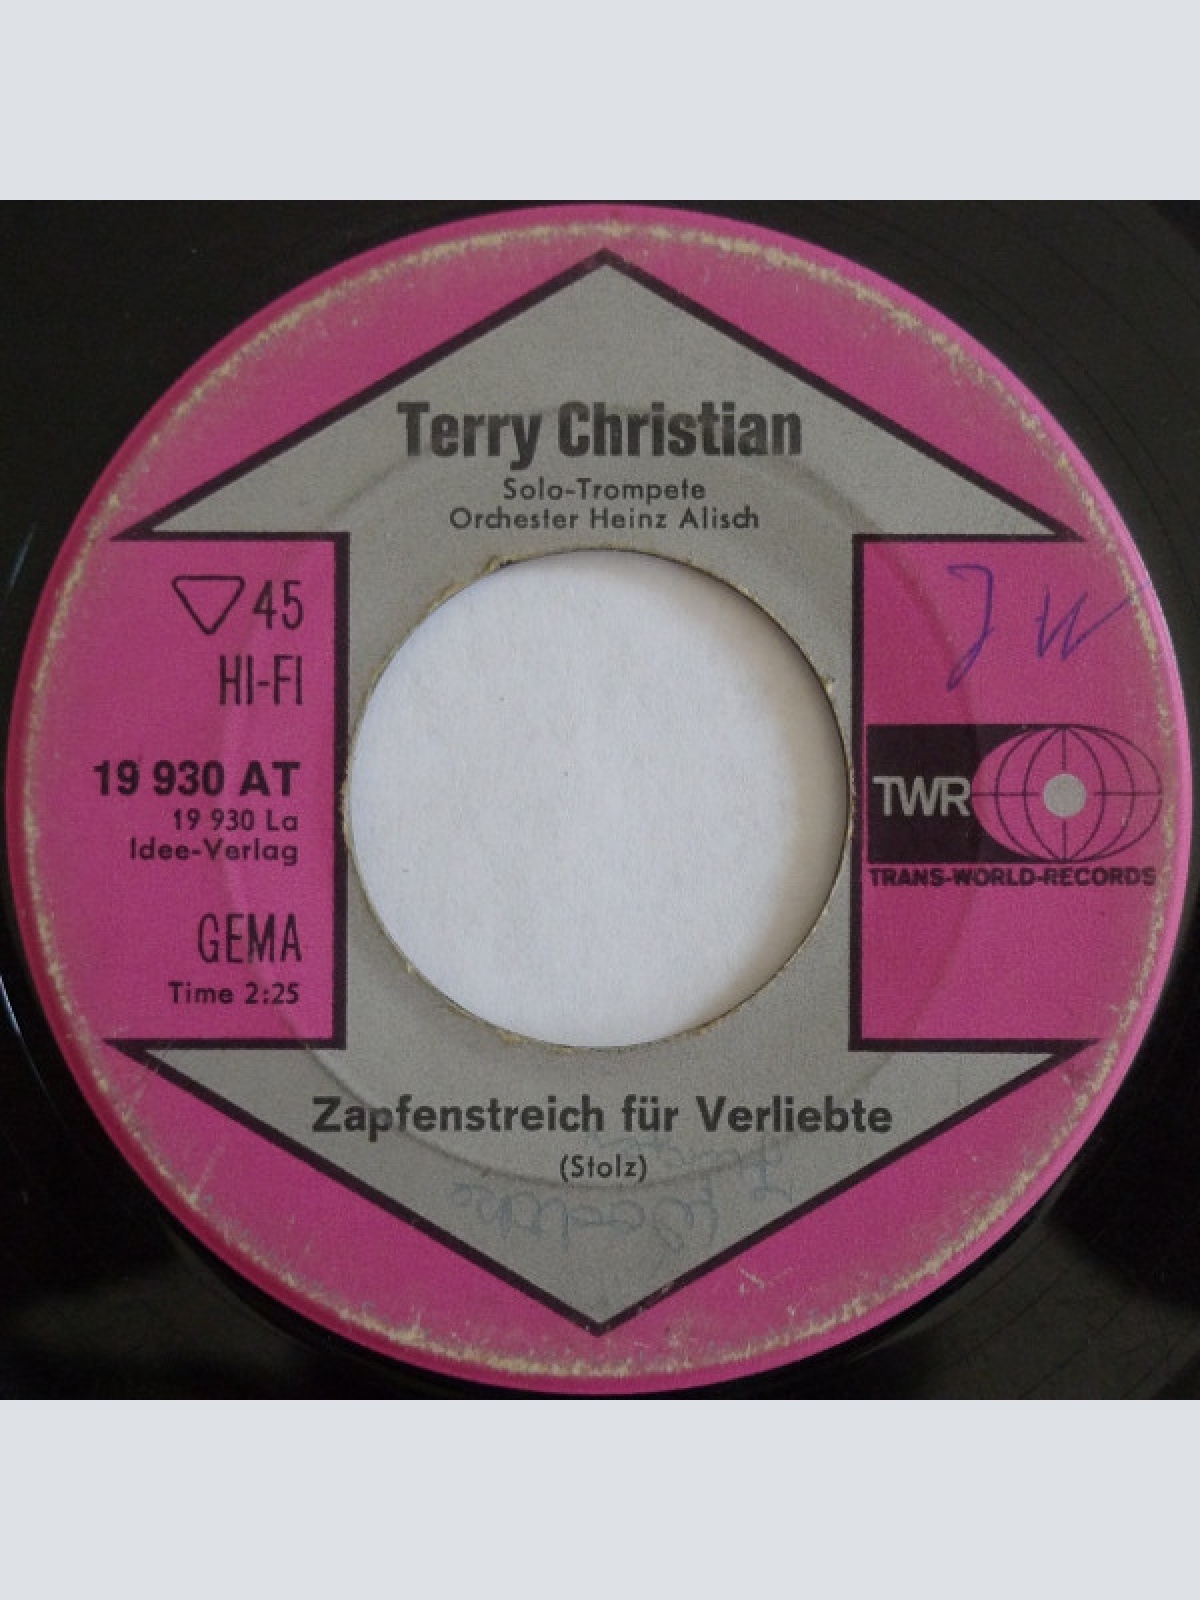 Terry Christian
Solo-Trompete
Orchester Heinz Alisch
45
HI-FI
19 930 AT
19 930 La
Idee-Verlag
GEMA
Time 2:25
JW
TWR
TRANS-WORLD-RECORDS
Zapfenstreich für Verliebte
(Stolz)